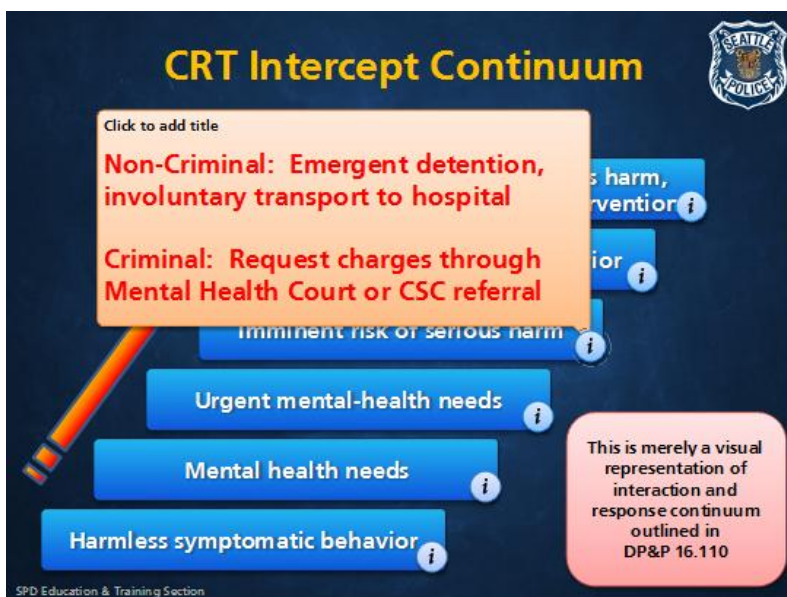 CRT Intercept Continuum
SEATTLE
POLICE
Click to add title
Non-Criminal: Emergent detention,
involuntary transport to hospital
Criminal: Request charges through
Mental Health Court or CSC referral
harm,
i
i
Imminent risk of serious harm
i
Urgent mental-health needs
i
Mental health needs
i
Harmless symptomatic behavior
i
This is merely a visual
representation of
interaction and
response continuum
outlined in
DP&P 16.110
SPD Education & Training Section